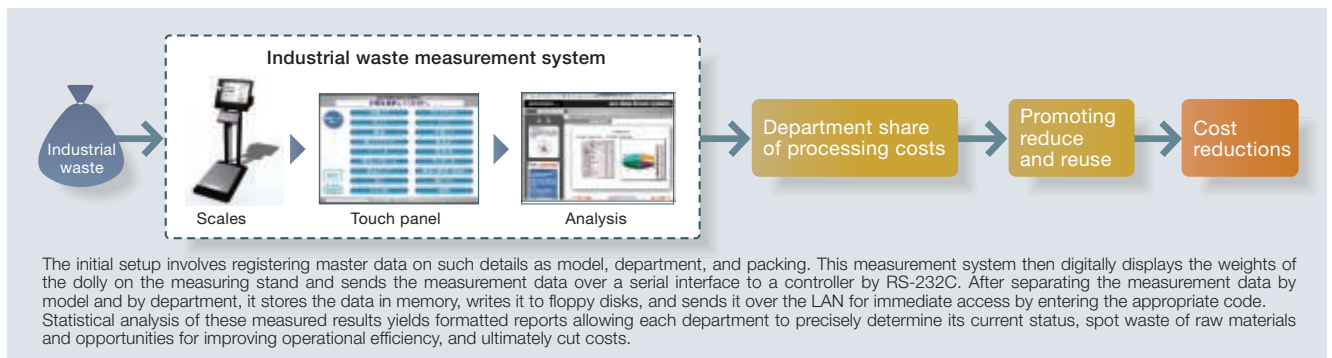 Industrial waste measurement system
Industrial
waste
Scales
Touch panel
Analysis
Department share
of processing costs
Promoting
reduce
and reuse
Cost
reductions
The initial setup involves registering master data on such details as model, department, and packing. This measurement system then digitally displays the weights of
the dolly on the measuring stand and sends the measurement data over a serial interface to a controller by RS-232C. After separating the measurement data by
model and by department, it stores the data in memory, writes it to floppy disks, and sends it over the LAN for immediate access by entering the appropriate code.
Statistical analysis of these measured results yields formatted reports allowing each department to precisely determine its current status, spot waste of raw materials
and opportunities for improving operational efficiency, and ultimately cut costs.